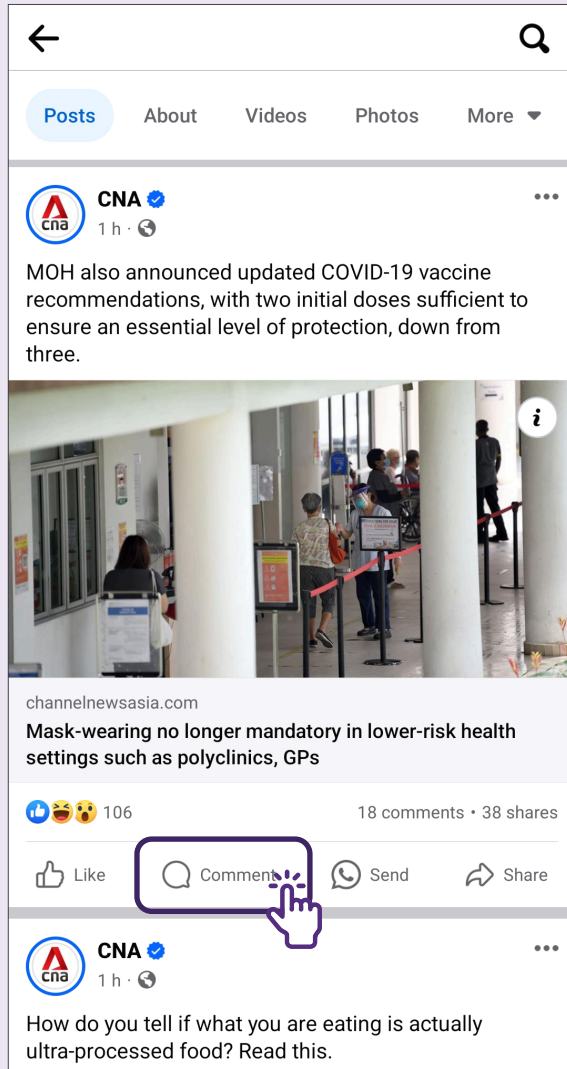 Posts About Videos Photos More
CNA
cna
1 h ·
MOH also announced updated COVID-19 vaccine
recommendations, with two initial doses sufficient to
ensure an essential level of protection, down from
three.
channelnewsasia.com
Mask-wearing no longer mandatory in lower-risk health
settings such as polyclinics, GPs
106 18 comments • 38 shares
Like Comment Send Share
CNA
cna
1 h ·
How do you tell if what you are eating is actually
ultra-processed food? Read this.